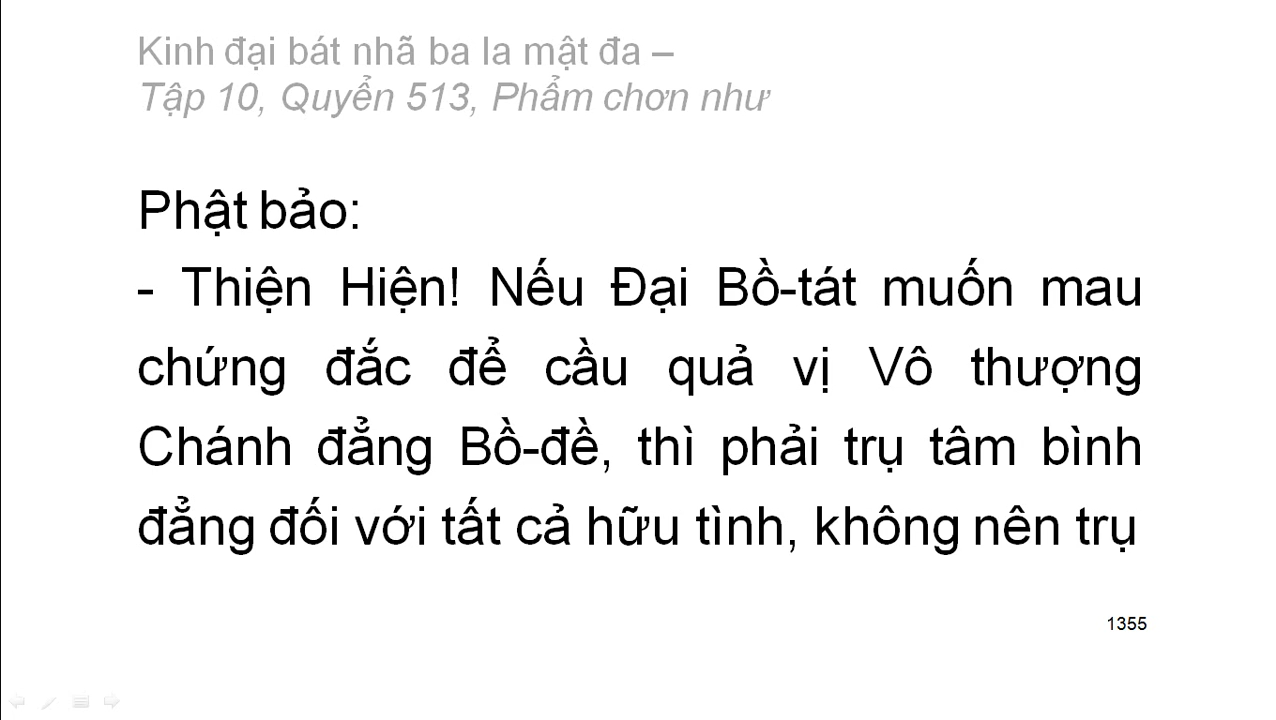 Kinh đại bát nhã ba la mật đa –
Tập 10, Quyển 513, Phẩm chơn như
Phật bảo:
- Thiện Hiện! Nếu Đại Bồ-tát muốn mau
chứng đắc để cầu quả vị Vô thượng
Chánh đẳng Bồ-đề, thì phải trụ tâm bình
đẳng đối với tất cả hữu tình, không nên trụ
1355